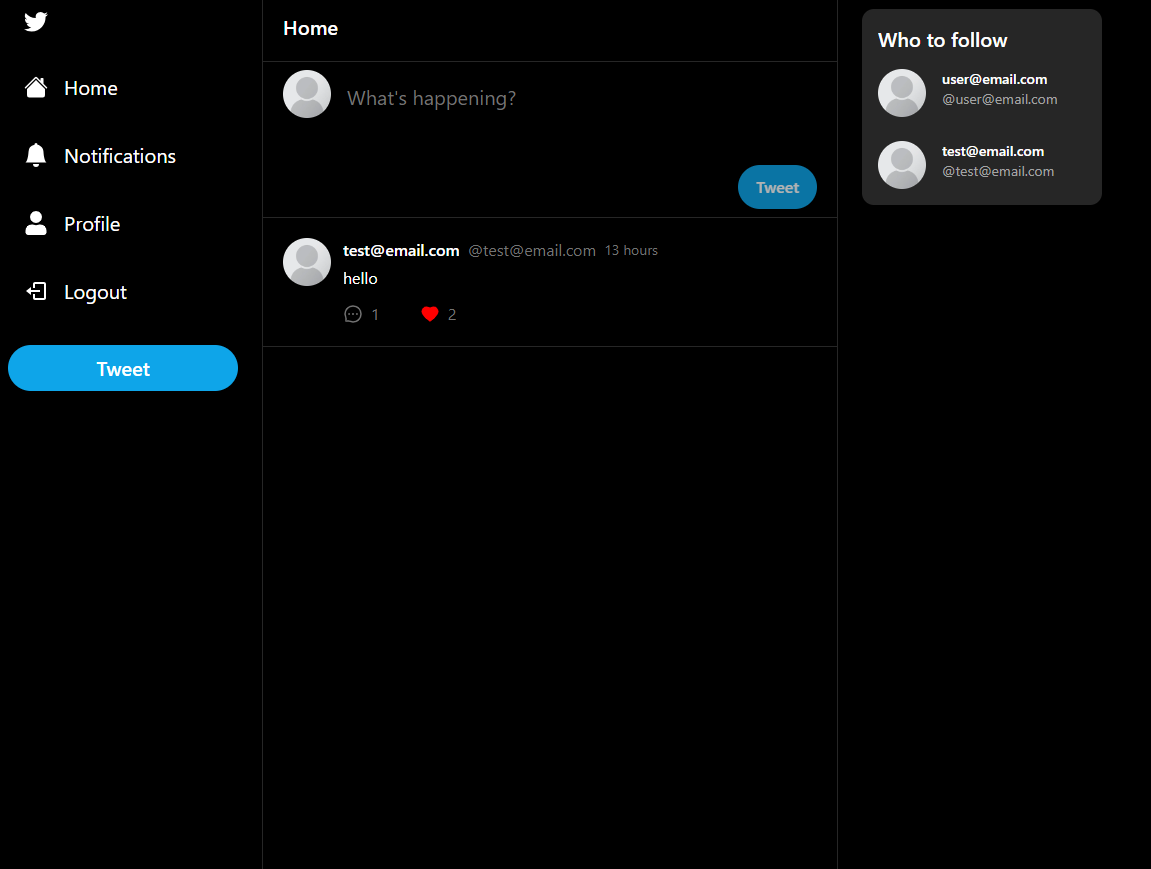 Home
Notifications
Profile
Logout
Tweet
Home
What's happening?
Tweet
test@email.com @test@email.com 13 hours
hello
1 2
Who to follow
user@email.com
@user@email.com
test@email.com
@test@email.com